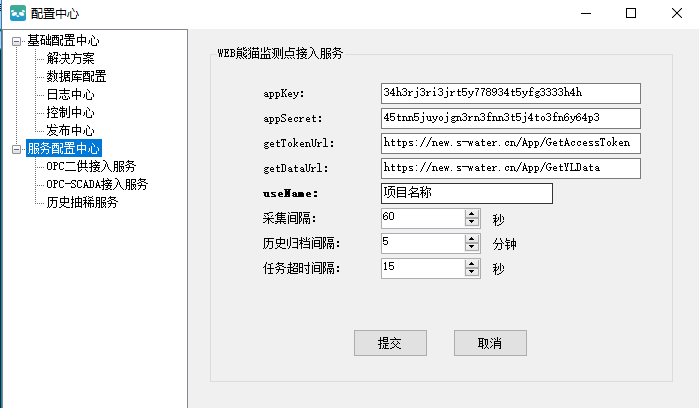 配置中心
基础配置中心
解决方案
数据库配置
日志中心
控制中心
发布中心
服务配置中心
OPC二供接入服务
OPC-SCADA接入服务
历史抽稀服务
WEB熊猫监测点接入服务
appKey: 34h3rj3ri3jrt5y778934t5yfg3333h4h
appSecret: 45tnn5juyojgn3rn3fnn3t5j4to3fn6y64p3
getTokenUrl: https://new.s-water.cn/App/GetAccessToken
getDataUrl: https://new.s-water.cn/App/GetYLData
useName: 项目名称
采集间隔: 60 秒
历史归档间隔: 5 分钟
任务超时间隔: 15 秒
提交 取消